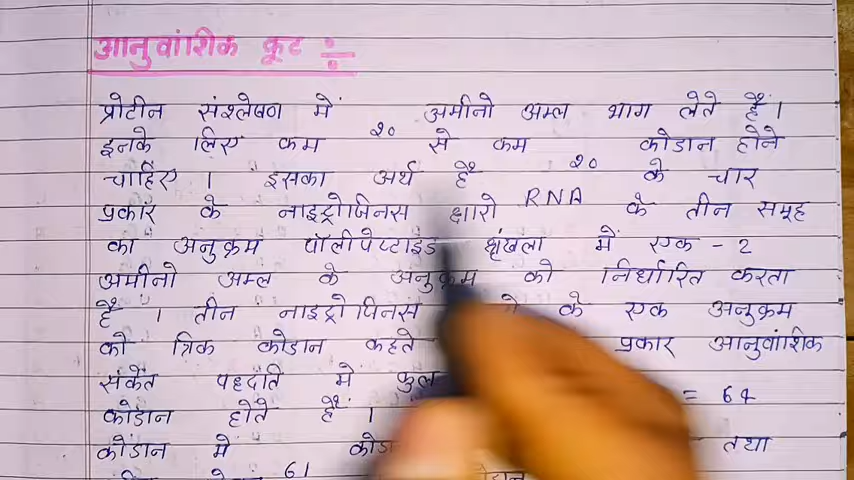 आनुवांशिक कूट :-
प्रोटीन संश्लेषण में २० अमीनो अम्ल भाग लेते हैं ।
इनके लिए कम से कम २० कोडान होने
चाहिए । इसका अर्थ है के चार
प्रकार के नाइट्रोजिनस क्षारो RNA के तीन समूह
का अनुक्रम पॉलीपेप्टाइड श्रृंखला में एक - 2
अमीनो अम्ल के अनुक्रम को निर्धारित करता
है । तीन नाइट्रोजिनस के एक अनुक्रम
को त्रिक कोडान कहते प्रकार आनुवांशिक
संकेत पद्दति में कुल = 64
कोडान होते हैं ।
कोडान में तथा
61